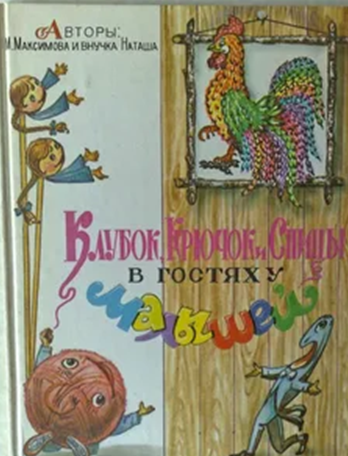 Авторы:
М. Максимова и внучка Наташа
Клубок, Крючок и Спицы
в гостях у
малышей